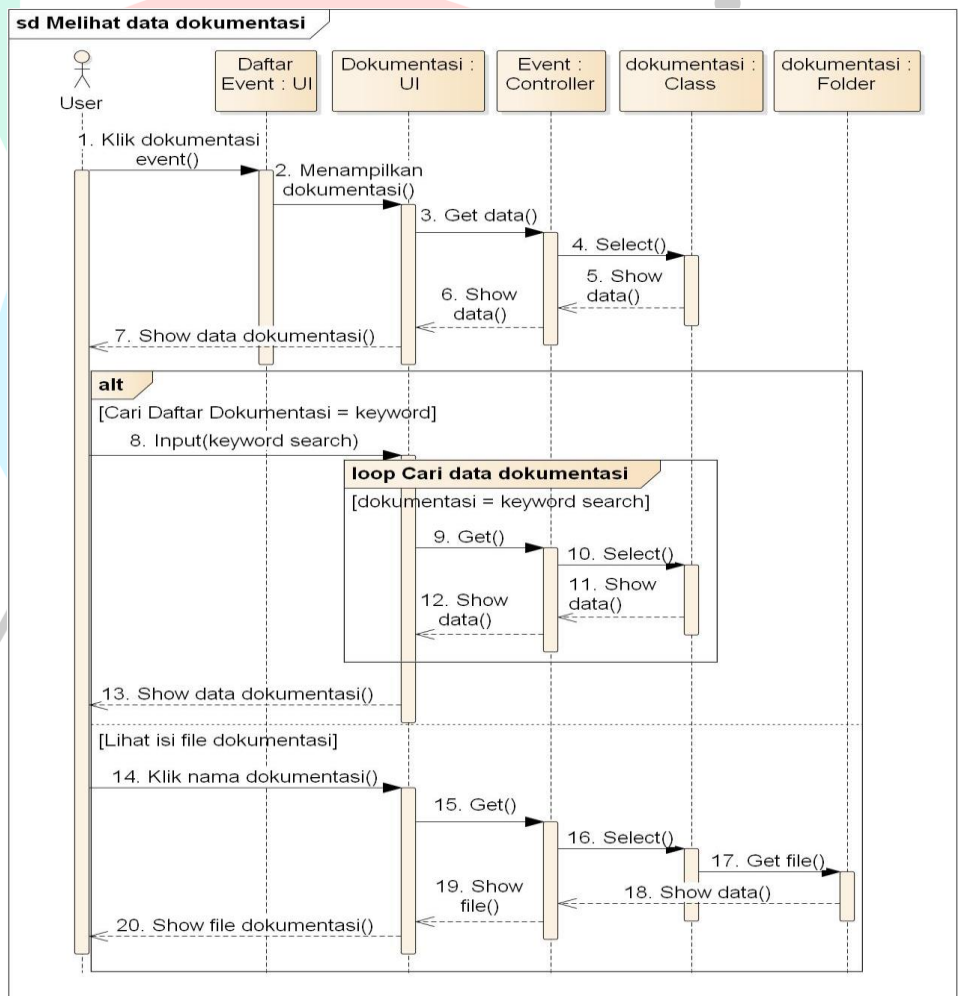 sd Melihat data dokumentasi
User
Daftar
Event : UI
Dokumentasi :
UI
Event :
Controller
dokumentasi :
Class
dokumentasi :
Folder
1. Klik dokumentasi
event()
2. Menampilkan
dokumentasi()
3. Get data()
4. Select()
5. Show
data()
6. Show
data()
7. Show data dokumentasi()
alt
[Cari Daftar Dokumentasi = keyword]
8. Input(keyword search)
loop Cari data dokumentasi
[dokumentasi = keyword search]
9. Get()
10. Select()
11. Show
data()
12. Show
data()
13. Show data dokumentasi()
[Lihat isi file dokumentasi]
14. Klik nama dokumentasi()
15. Get()
16. Select()
17. Get file()
18. Show data()
19. Show
file()
20. Show file dokumentasi()